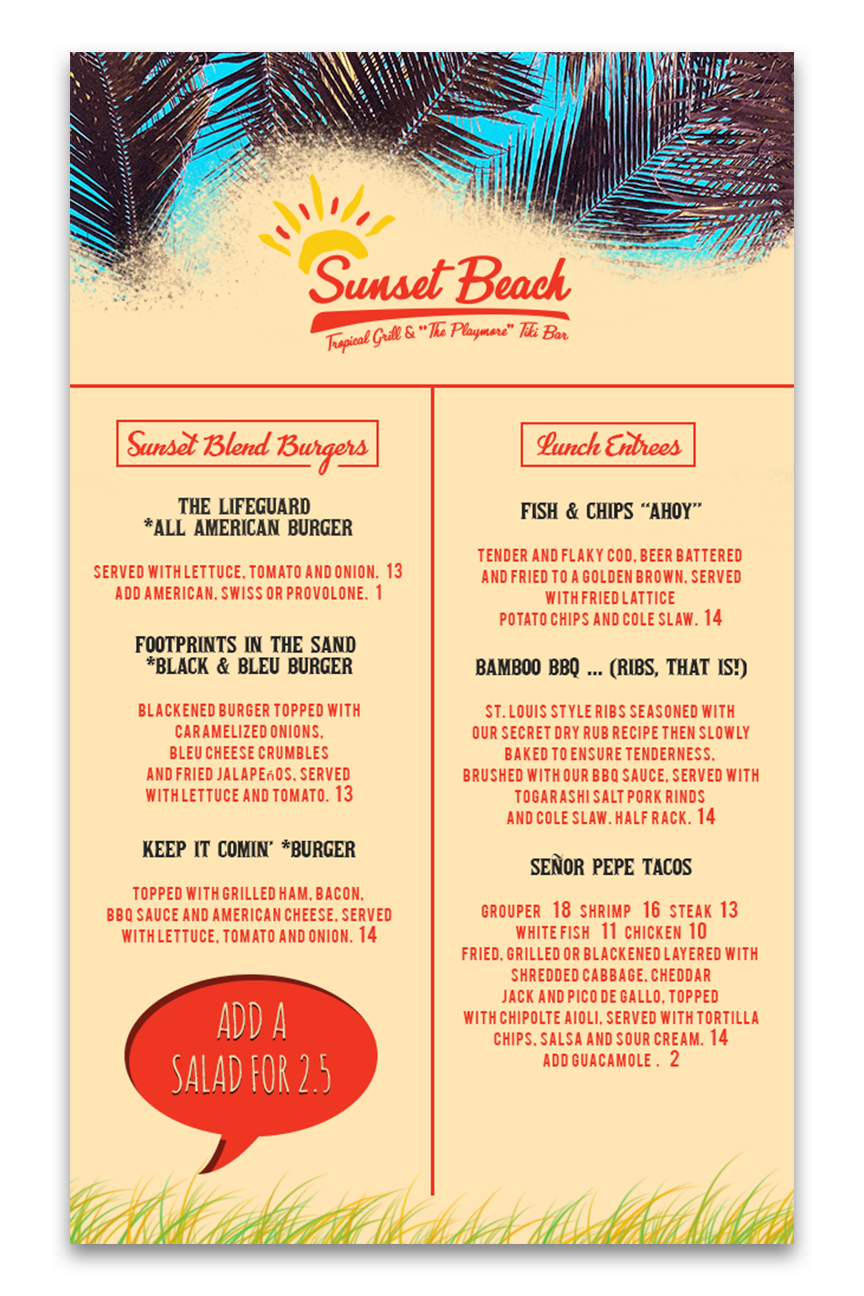 Sunset Beach
Tropical Grill & "The Playmore" Tiki Bar
Sunset Blend Burgers
THE LIFEGUARD
*ALL AMERICAN BURGER
SERVED WITH LETTUCE, TOMATO AND ONION. 13
ADD AMERICAN, SWISS OR PROVOLONE. 1
FOOTPRINTS IN THE SAND
*BLACK & BLEU BURGER
BLACKENED BURGER TOPPED WITH
CARAMELIZED ONIONS,
BLEU CHEESE CRUMBLES
AND FRIED JALAPEñOS, SERVED
WITH LETTUCE AND TOMATO. 13
KEEP IT COMIN' *BURGER
TOPPED WITH GRILLED HAM, BACON,
BBQ SAUCE AND AMERICAN CHEESE, SERVED
WITH LETTUCE, TOMATO AND ONION. 14
ADD A
SALAD FOR 2.5
Lunch Entrees
FISH & CHIPS "AHOY"
TENDER AND FLAKY COD, BEER BATTERED
AND FRIED TO A GOLDEN BROWN, SERVED
WITH FRIED LATTICE
POTATO CHIPS AND COLE SLAW. 14
BAMBOO BBQ ... (RIBS, THAT IS!)
ST. LOUIS STYLE RIBS SEASONED WITH
OUR SECRET DRY RUB RECIPE THEN SLOWLY
BAKED TO ENSURE TENDERNESS,
BRUSHED WITH OUR BBQ SAUCE, SERVED WITH
TOGARASHI SALT PORK RINDS
AND COLE SLAW. HALF RACK. 14
SEÑOR PEPE TACOS
GROUPER 18 SHRIMP 16 STEAK 13
WHITE FISH 11 CHICKEN 10
FRIED, GRILLED OR BLACKENED LAYERED WITH
SHREDDED CABBAGE, CHEDDAR
JACK AND PICO DE GALLO, TOPPED
WITH CHIPOLTE AIOLI, SERVED WITH TORTILLA
CHIPS, SALSA AND SOUR CREAM. 14
ADD GUACAMOLE . 2